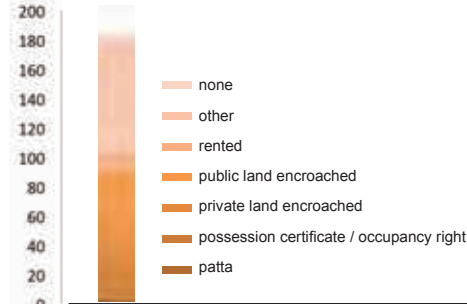 200
180
160
140
120
100
80
60
40
20
0
none
other
rented
public land encroached
private land encroached
possession certificate / occupancy right
patta